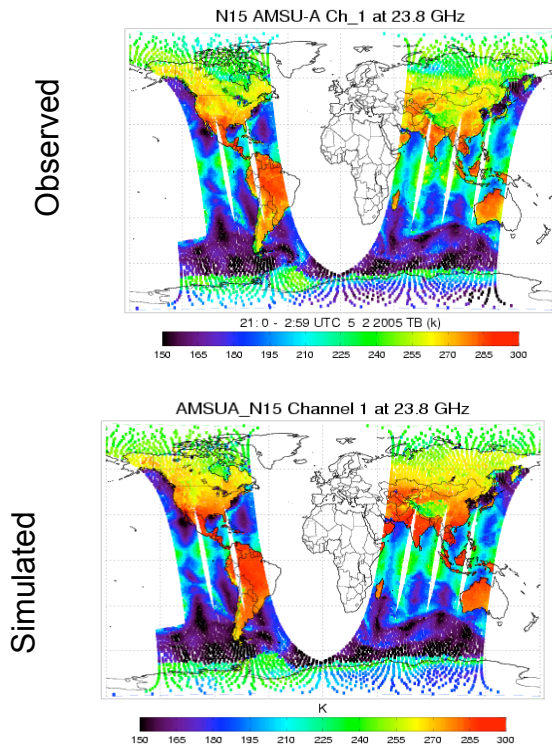 N15 AMSU-A Ch_1 at 23.8 GHz
Observed
21: 0 - 2:59 UTC 5 2 2005 TB (k)
150 165 180 195 210 225 240 255 270 285 300
AMSUA_N15 Channel 1 at 23.8 GHz
Simulated
K
150 165 180 195 210 225 240 255 270 285 300